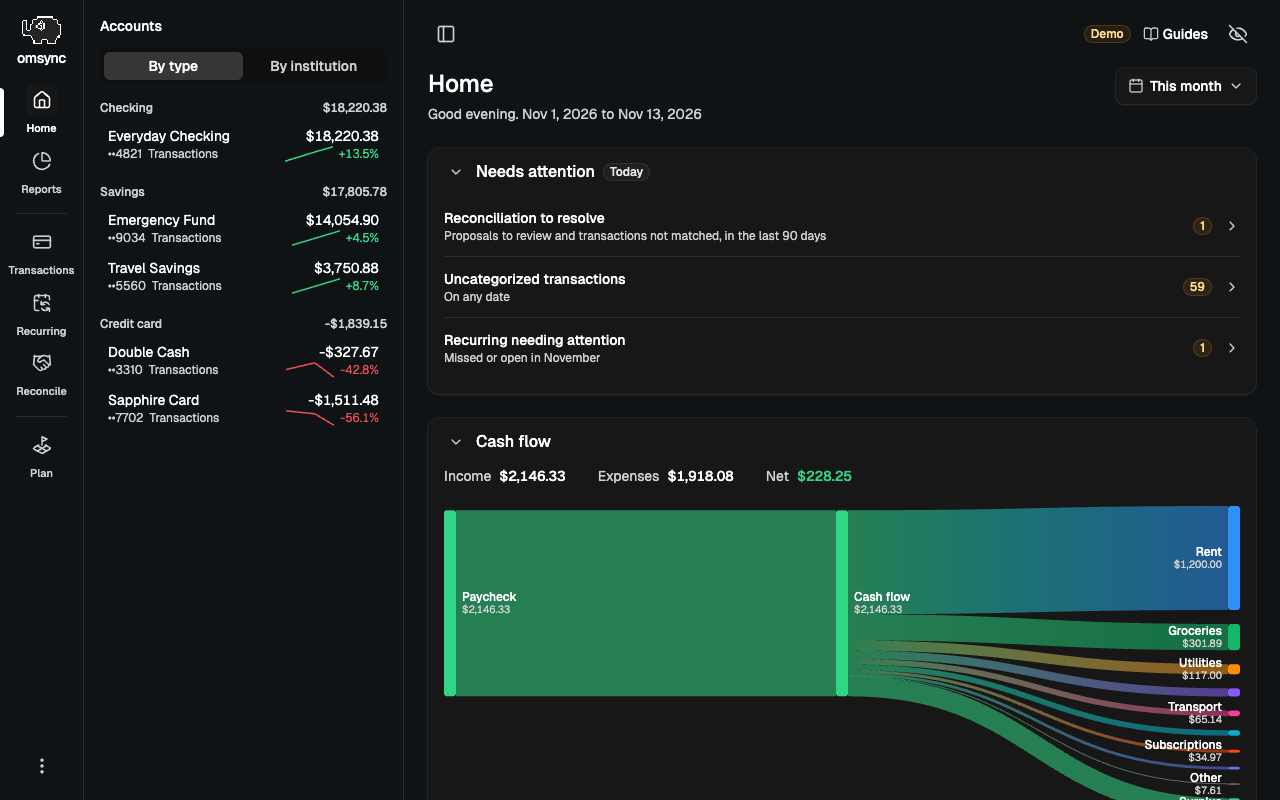 omsync
Home
Reports
Transactions
Recurring
Reconcile
Plan
Accounts
By type
By institution
Checking $18,220.38
Everyday Checking $18,220.38
••4821 Transactions +13.5%
Savings $17,805.78
Emergency Fund $14,054.90
••9034 Transactions +4.5%
Travel Savings $3,750.88
••5560 Transactions +8.7%
Credit card -$1,839.15
Double Cash -$327.67
••3310 Transactions -42.8%
Sapphire Card -$1,511.48
••7702 Transactions -56.1%
Demo Guides
Home
This month
Good evening. Nov 1, 2026 to Nov 13, 2026
Needs attention Today
Reconciliation to resolve
Proposals to review and transactions not matched, in the last 90 days
1
Uncategorized transactions
On any date
59
Recurring needing attention
Missed or open in November
1
Cash flow
Income $2,146.33 Expenses $1,918.08 Net $228.25
Paycheck
$2,146.33
Cash flow
$2,146.33
Rent
$1,200.00
Groceries
$301.89
Utilities
$117.00
Transport
$65.14
Subscriptions
$34.97
Other
$7.61